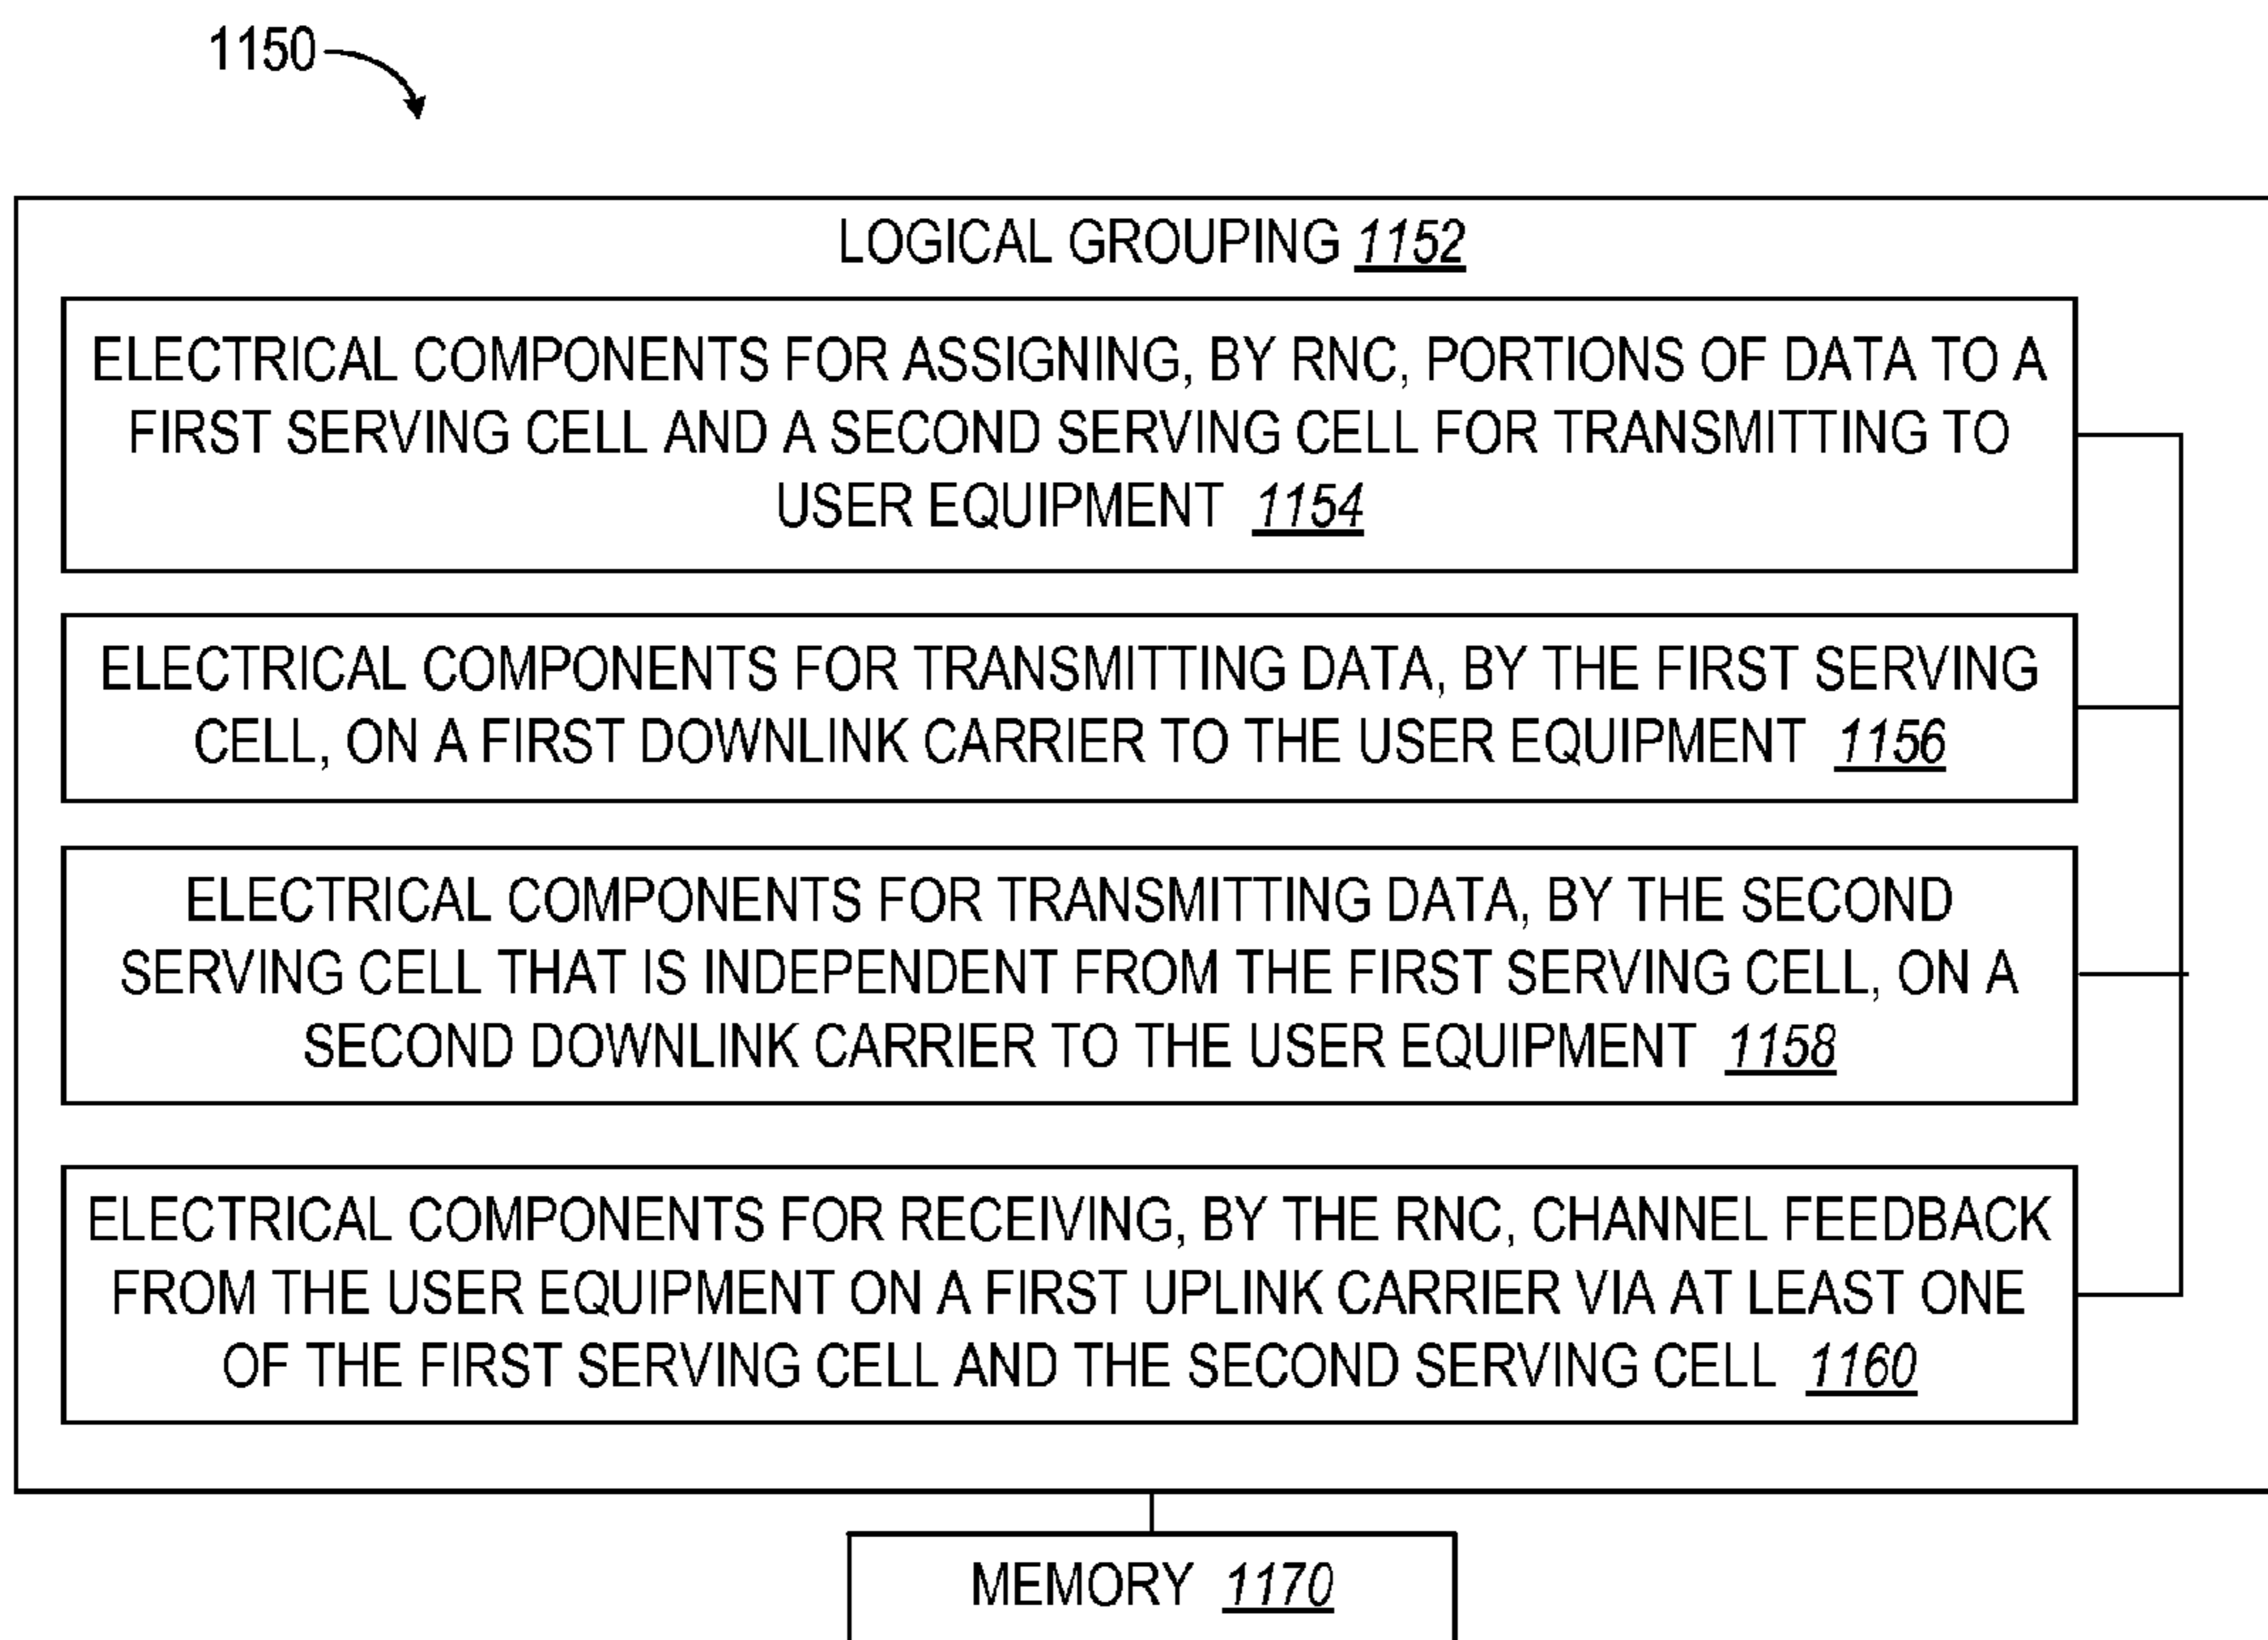 1150
LOGICAL GROUPING 1152
ELECTRICAL COMPONENTS FOR ASSIGNING, BY RNC, PORTIONS OF DATA TO A
FIRST SERVING CELL AND A SECOND SERVING CELL FOR TRANSMITTING TO
USER EQUIPMENT 1154
ELECTRICAL COMPONENTS FOR TRANSMITTING DATA, BY THE FIRST SERVING
CELL, ON A FIRST DOWNLINK CARRIER TO THE USER EQUIPMENT 1156
ELECTRICAL COMPONENTS FOR TRANSMITTING DATA, BY THE SECOND
SERVING CELL THAT IS INDEPENDENT FROM THE FIRST SERVING CELL, ON A
SECOND DOWNLINK CARRIER TO THE USER EQUIPMENT 1158
ELECTRICAL COMPONENTS FOR RECEIVING, BY THE RNC, CHANNEL FEEDBACK
FROM THE USER EQUIPMENT ON A FIRST UPLINK CARRIER VIA AT LEAST ONE
OF THE FIRST SERVING CELL AND THE SECOND SERVING CELL 1160
MEMORY 1170